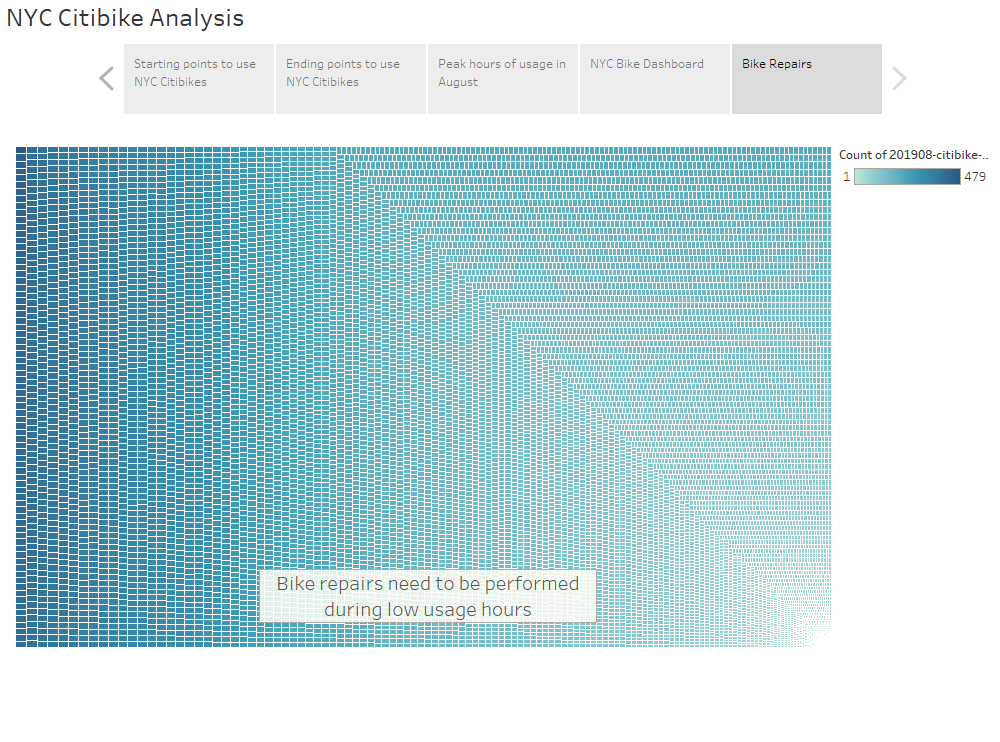 NYC Citibike Analysis
Starting points to use
NYC Citibikes
Ending points to use
NYC Citibikes
Peak hours of usage in
August
NYC Bike Dashboard
Bike Repairs
Count of 201908-citibike-..
1
479
Bike repairs need to be performed
during low usage hours